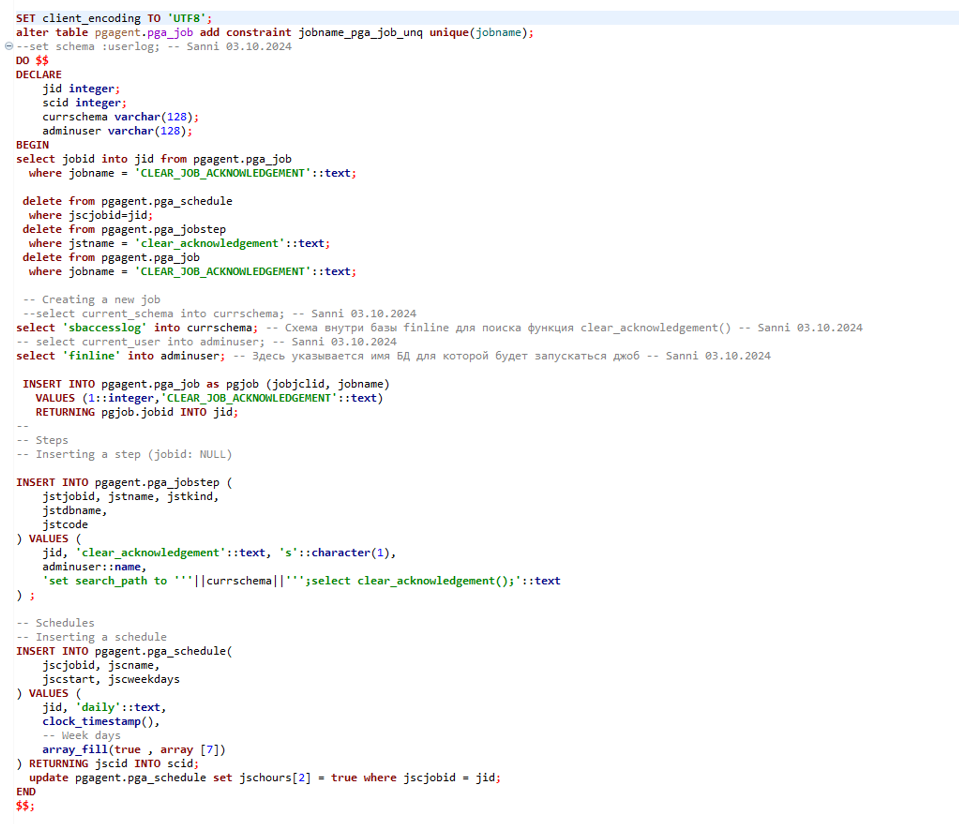 SET client_encoding TO 'UTF8';
alter table pgagent.pga_job add constraint jobname_pga_job_unq unique(jobname);
--set schema :userlog; -- Sanni 03.10.2024
DO $$
DECLARE
    jid integer;
    scid integer;
    currschema varchar(128);
    adminuser varchar(128);
BEGIN
select jobid into jid from pgagent.pga_job
  where jobname = 'CLEAR_JOB_ACKNOWLEDGEMENT'::text;

 delete from pgagent.pga_schedule
  where jscjobid=jid;
 delete from pgagent.pga_jobstep
  where jstname = 'clear_acknowledgement'::text;
 delete from pgagent.pga_job
  where jobname = 'CLEAR_JOB_ACKNOWLEDGEMENT'::text;

 -- Creating a new job
 --select current_schema into currschema; -- Sanni 03.10.2024
select 'sbaccesslog' into currschema; -- Схема внутри базы finline для поиска функция clear_acknowledgement() -- Sanni 03.10.2024
-- select current_user into adminuser; -- Sanni 03.10.2024
select 'finline' into adminuser; -- Здесь указывается имя БД для которой будет запускаться джоб -- Sanni 03.10.2024

 INSERT INTO pgagent.pga_job as pgjob (jobjclid, jobname)
   VALUES (1::integer,'CLEAR_JOB_ACKNOWLEDGEMENT'::text)
   RETURNING pgjob.jobid INTO jid;
--
-- Steps
-- Inserting a step (jobid: NULL)

INSERT INTO pgagent.pga_jobstep (
    jstjobid, jstname, jstkind,
    jstdbname,
    jstcode
) VALUES (
    jid, 'clear_acknowledgement'::text, 's'::character(1),
    adminuser::name,
    'set search_path to '''||currschema||''';select clear_acknowledgement();'::text
) ;

-- Schedules
-- Inserting a schedule
INSERT INTO pgagent.pga_schedule(
    jscjobid, jscname,
    jscstart, jscweekdays
) VALUES (
    jid, 'daily'::text,
    clock_timestamp(),
    -- Week days
    array_fill(true , array [7])
) RETURNING jscid INTO scid;
  update pgagent.pga_schedule set jschours[2] = true where jscjobid = jid;
END
$$;